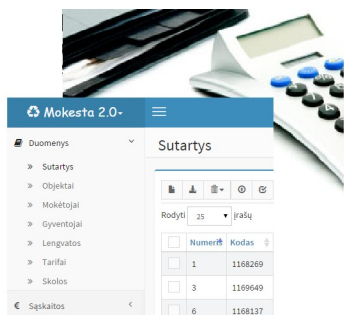 Mokesta 2.0
Duomenys
Sutartys
Objektai
Mokėtojai
Gyventojai
Lengvatos
Tarifai
Skolos
€ Sąskaitos
Sutartys
Rodyti 25 įrašų
Numeris Kodas
1 1168269
3 1169649
6 1168137